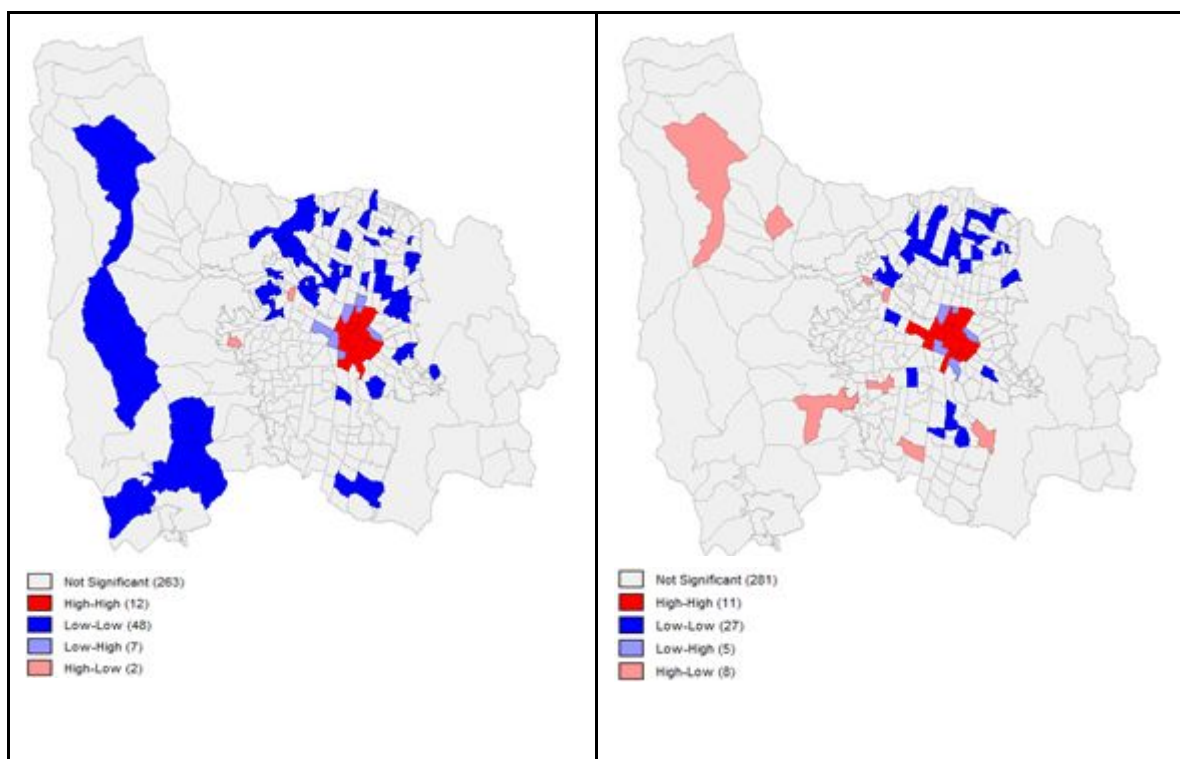 Not Significant (263)
High-High (12)
Low-Low (48)
Low-High (7)
High-Low (2)
Not Significant (281)
High-High (11)
Low-Low (27)
Low-High (5)
High-Low (8)